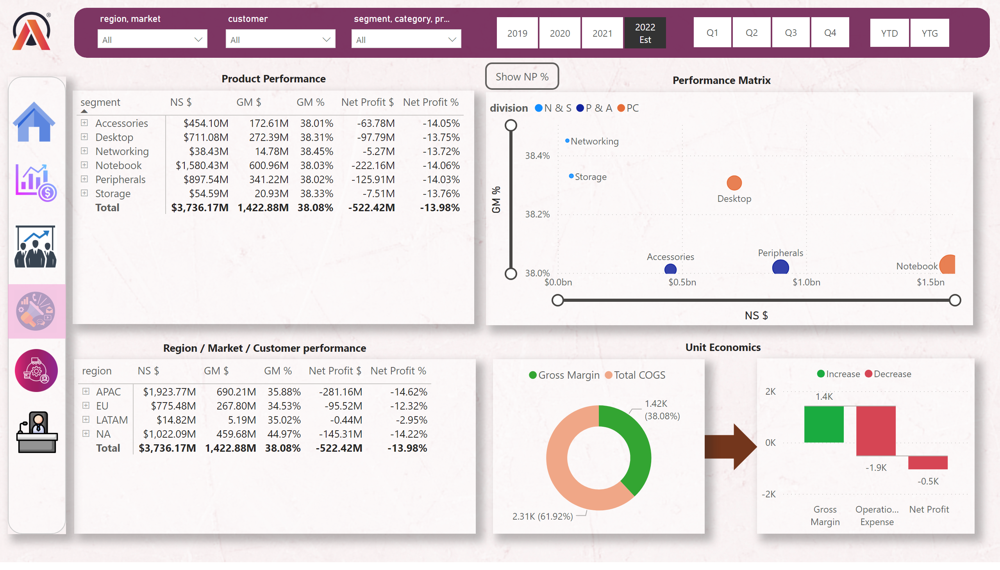 ®
region, market
customer
segment, category, pr...
All
All
All
2019
2020
2021
2022
Est
Q1
Q2
Q3
Q4
YTD
YTG
Product Performance
segment NS $ GM $ GM % Net Profit $ Net Profit %
Accessories $454.10M 172.61M 38.01% -63.78M -14.05%
Desktop $711.08M 272.39M 38.31% -97.79M -13.75%
Networking $38.43M 14.78M 38.45% -5.27M -13.72%
Notebook $1,580.43M 600.96M 38.03% -222.16M -14.06%
Peripherals $897.54M 341.22M 38.02% -125.91M -14.03%
Storage $54.59M 20.93M 38.33% -7.51M -13.76%
Total $3,736.17M 1,422.88M 38.08% -522.42M -13.98%
Show NP %
Performance Matrix
division N & S P & A PC
GM %
38.4%
38.2%
38.0%
Networking
Storage
Desktop
Accessories
Peripherals
Notebook
$0.0bn $0.5bn $1.0bn $1.5bn
NS $
Region / Market / Customer performance
region NS $ GM $ GM % Net Profit $ Net Profit %
APAC $1,923.77M 690.21M 35.88% -281.16M -14.62%
EU $775.48M 267.80M 34.53% -95.52M -12.32%
LATAM $14.82M 5.19M 35.02% -0.44M -2.95%
NA $1,022.09M 459.68M 44.97% -145.31M -14.22%
Total $3,736.17M 1,422.88M 38.08% -522.42M -13.98%
Unit Economics
Gross Margin Total COGS
1.42K
(38.08%)
2.31K (61.92%)
Increase Decrease
2K
0K
-2K
1.4K
-1.9K
-0.5K
Gross
Margin
Operatio...
Expense
Net Profit